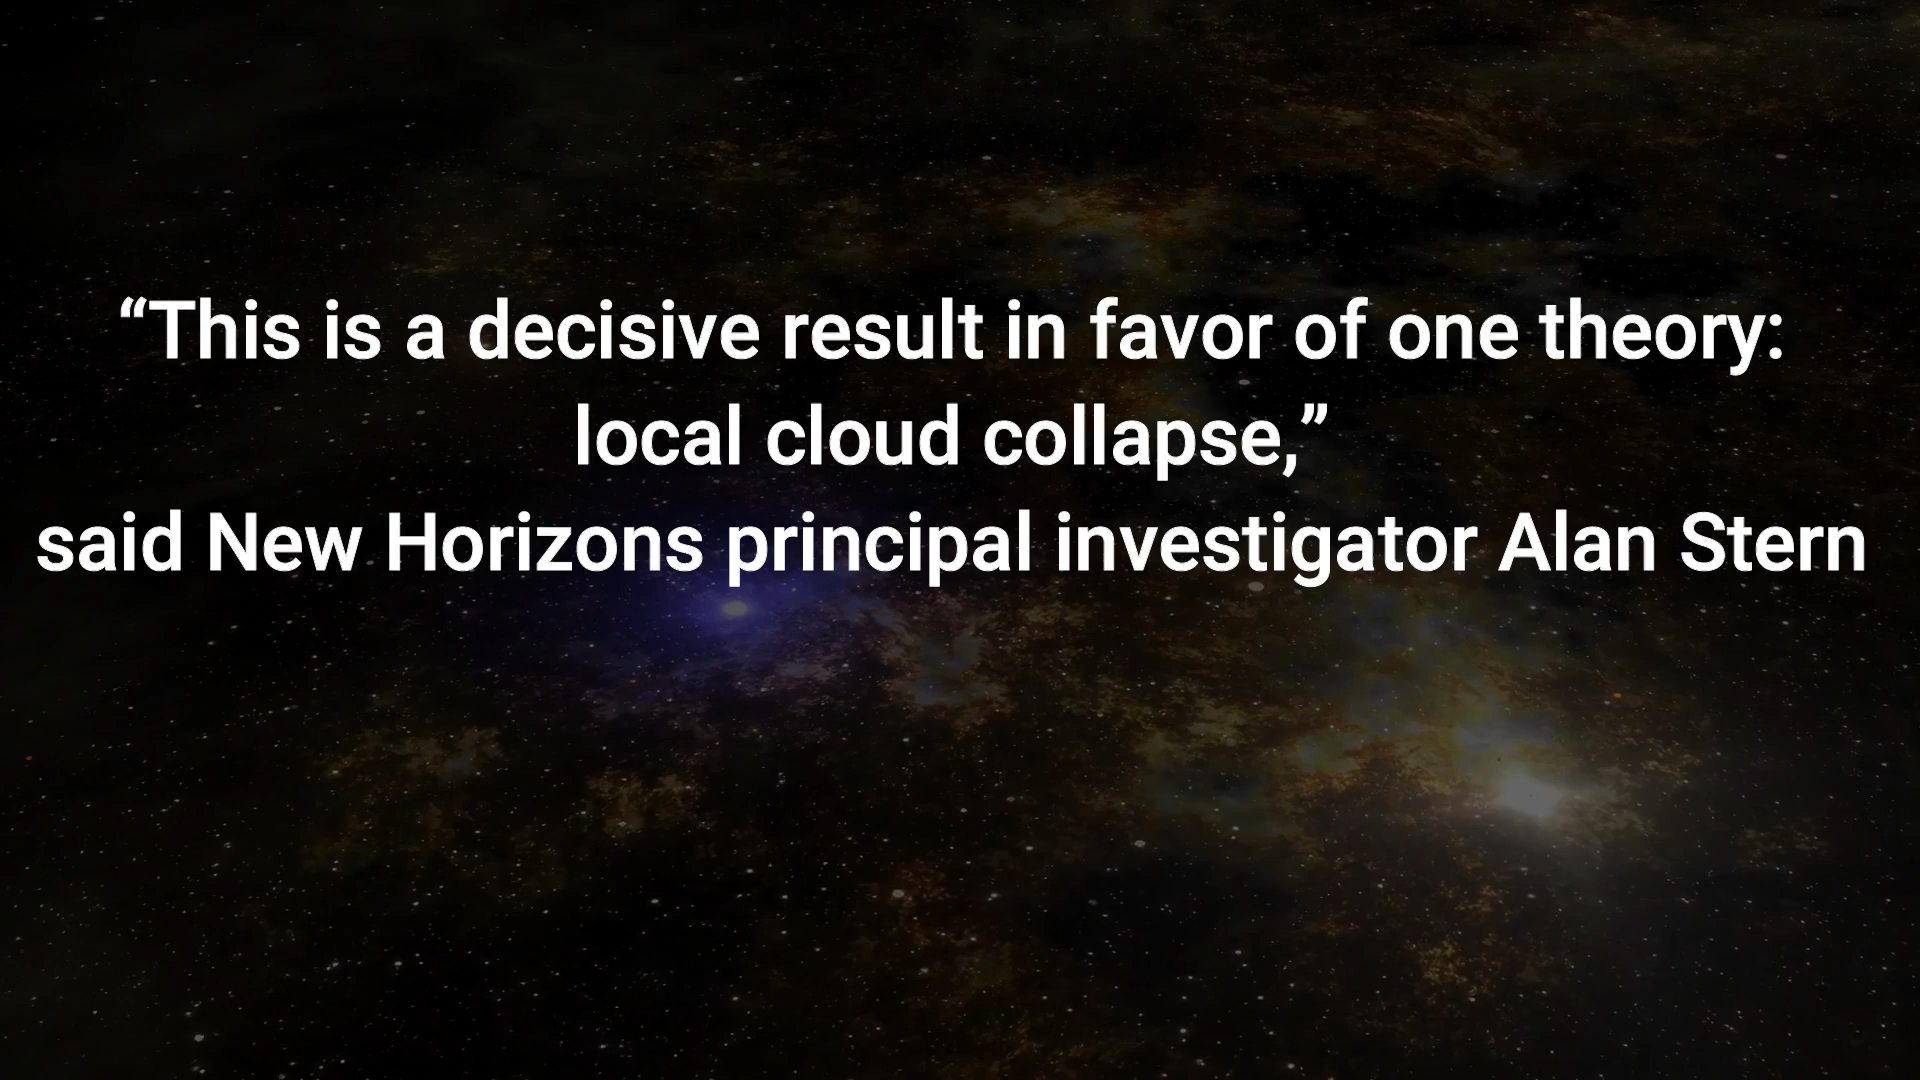 “This is a decisive result in favor of one theory:
local cloud collapse,”
said New Horizons principal investigator Alan Stern